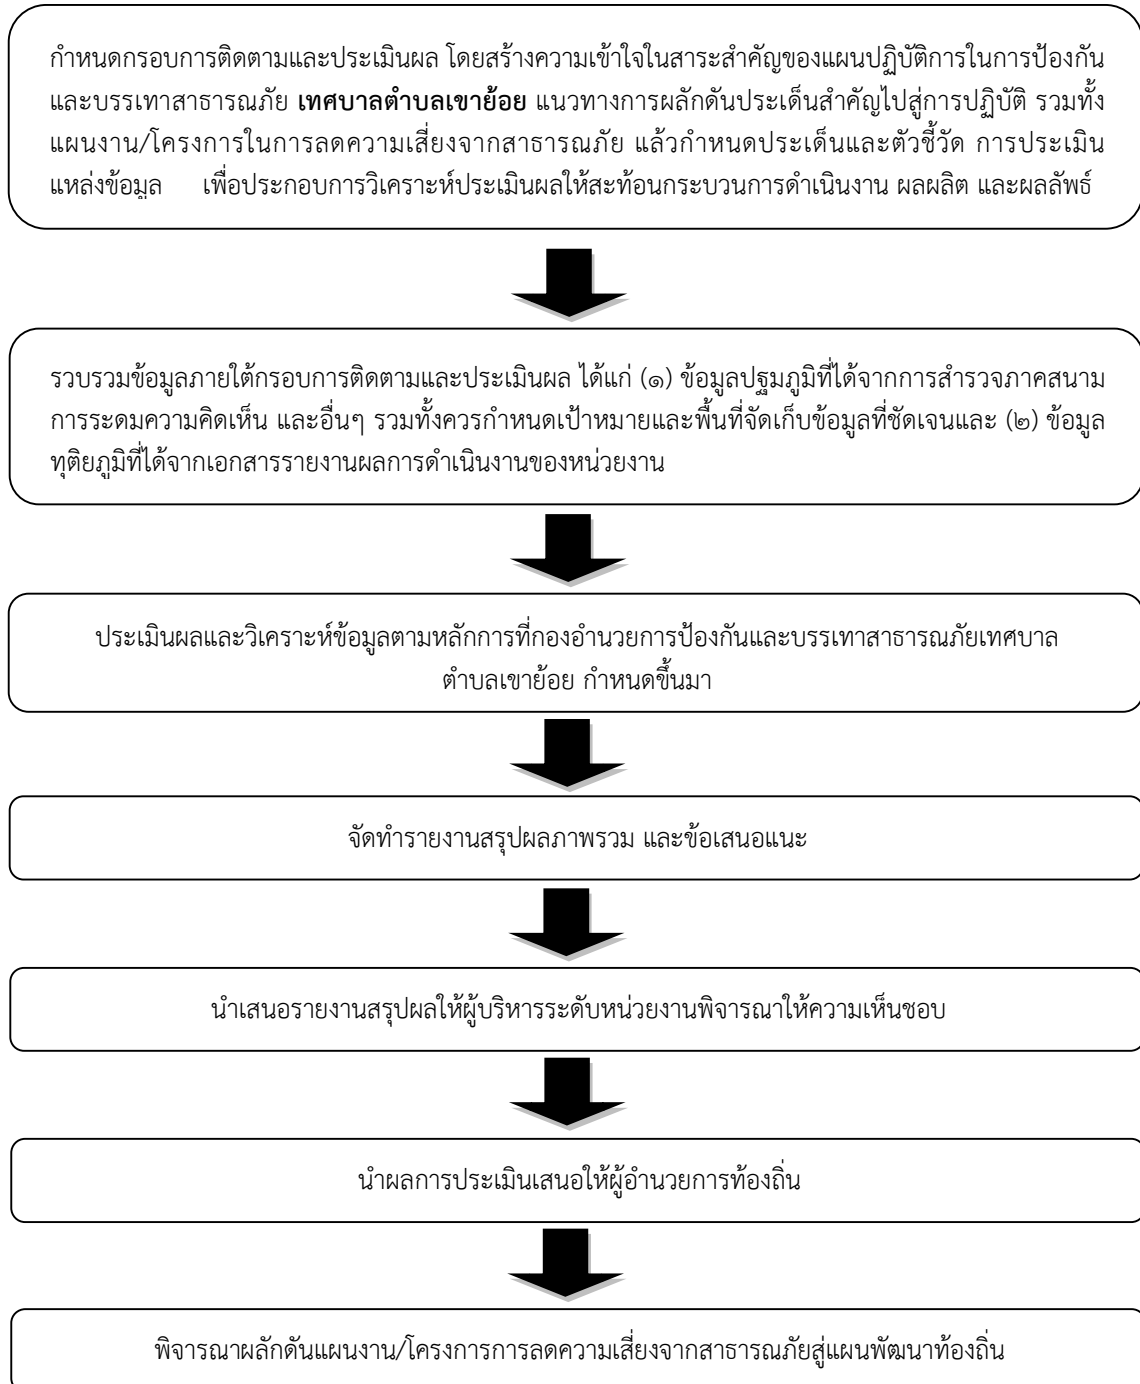 กำหนดกรอบการติดตามและประเมินผล โดยสร้างความเข้าใจในสาระสำคัญของแผนปฏิบัติการในการป้องกัน
และบรรเทาสาธารณภัย เทศบาลตำบลเขาย้อย แนวทางการผลักดันประเด็นสำคัญไปสู่การปฏิบัติ รวมทั้ง
แผนงาน/โครงการในการลดความเสี่ยงจากสาธารณภัย แล้วกำหนดประเด็นและตัวชี้วัด การประเมิน
แหล่งข้อมูล เพื่อประกอบการวิเคราะห์ประเมินผลให้สะท้อนกระบวนการดำเนินงาน ผลผลิต และผลลัพธ์
รวบรวมข้อมูลภายใต้กรอบการติดตามและประเมินผล ได้แก่ (๑) ข้อมูลปฐมภูมิที่ได้จากการสำรวจภาคสนาม
การระดมความคิดเห็น และอื่นๆ รวมทั้งควรกำหนดเป้าหมายและพื้นที่จัดเก็บข้อมูลที่ชัดเจนและ (๒) ข้อมูล
ทุติยภูมิที่ได้จากเอกสารรายงานผลการดำเนินงานของหน่วยงาน
ประเมินผลและวิเคราะห์ข้อมูลตามหลักการที่กองอำนวยการป้องกันและบรรเทาสาธารณภัยเทศบาล
ตำบลเขาย้อย กำหนดขึ้นมา
จัดทำรายงานสรุปผลภาพรวม และข้อเสนอแนะ
นำเสนอรายงานสรุปผลให้ผู้บริหารระดับหน่วยงานพิจารณาให้ความเห็นชอบ
นำผลการประเมินเสนอให้ผู้อำนวยการท้องถิ่น
พิจารณาผลักดันแผนงาน/โครงการการลดความเสี่ยงจากสาธารณภัยสู่แผนพัฒนาท้องถิ่น